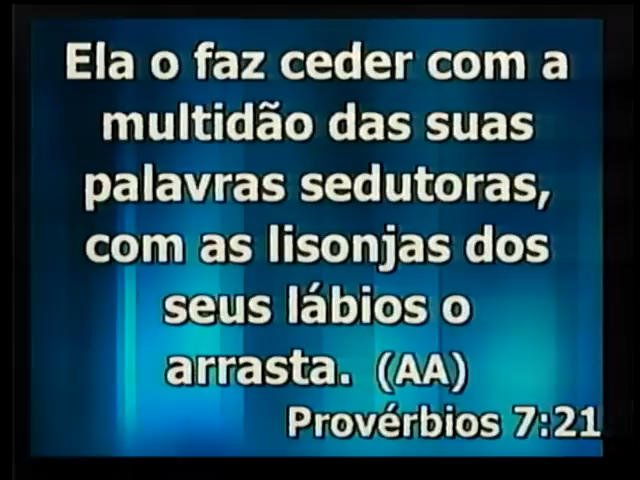 Ela o faz ceder com a
multidão das suas
palavras sedutoras,
com as lisonjas dos
seus lábios o
arrasta. (AA)
Provérbios 7:21